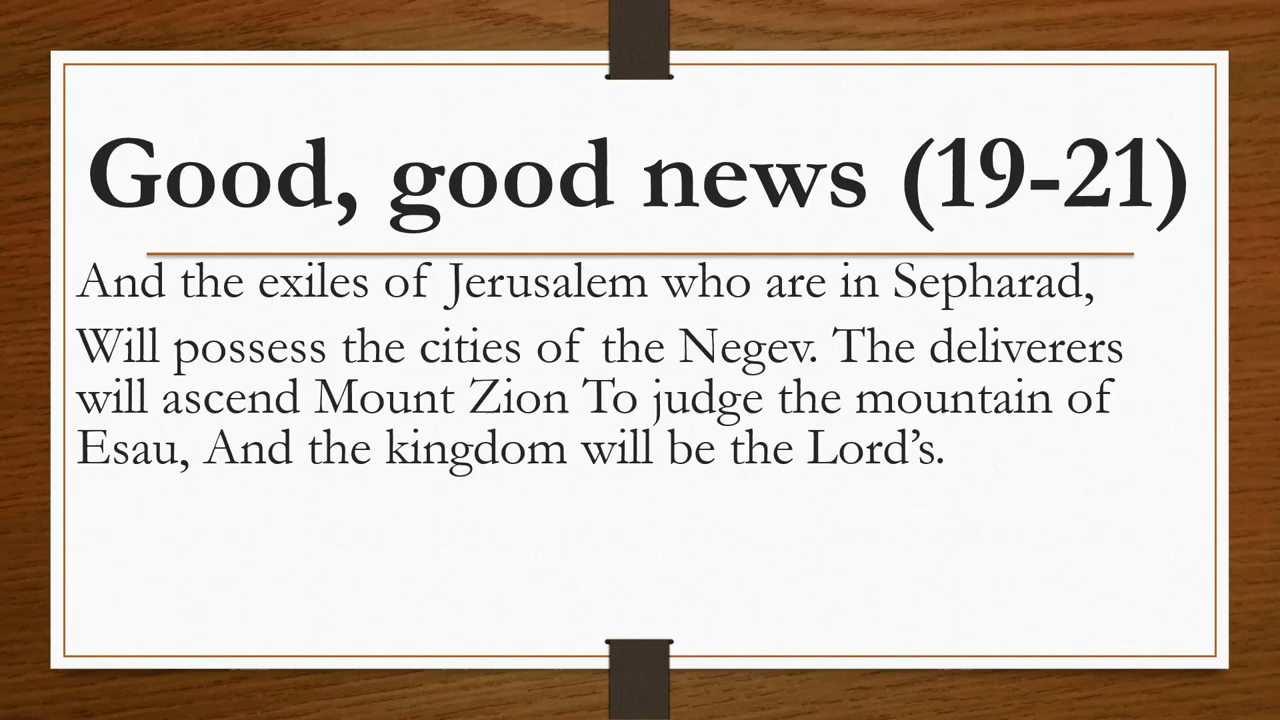 Good, good news (19-21)
And the exiles of Jerusalem who are in Sepharad,
Will possess the cities of the Negev. The deliverers
will ascend Mount Zion To judge the mountain of
Esau, And the kingdom will be the Lord’s.